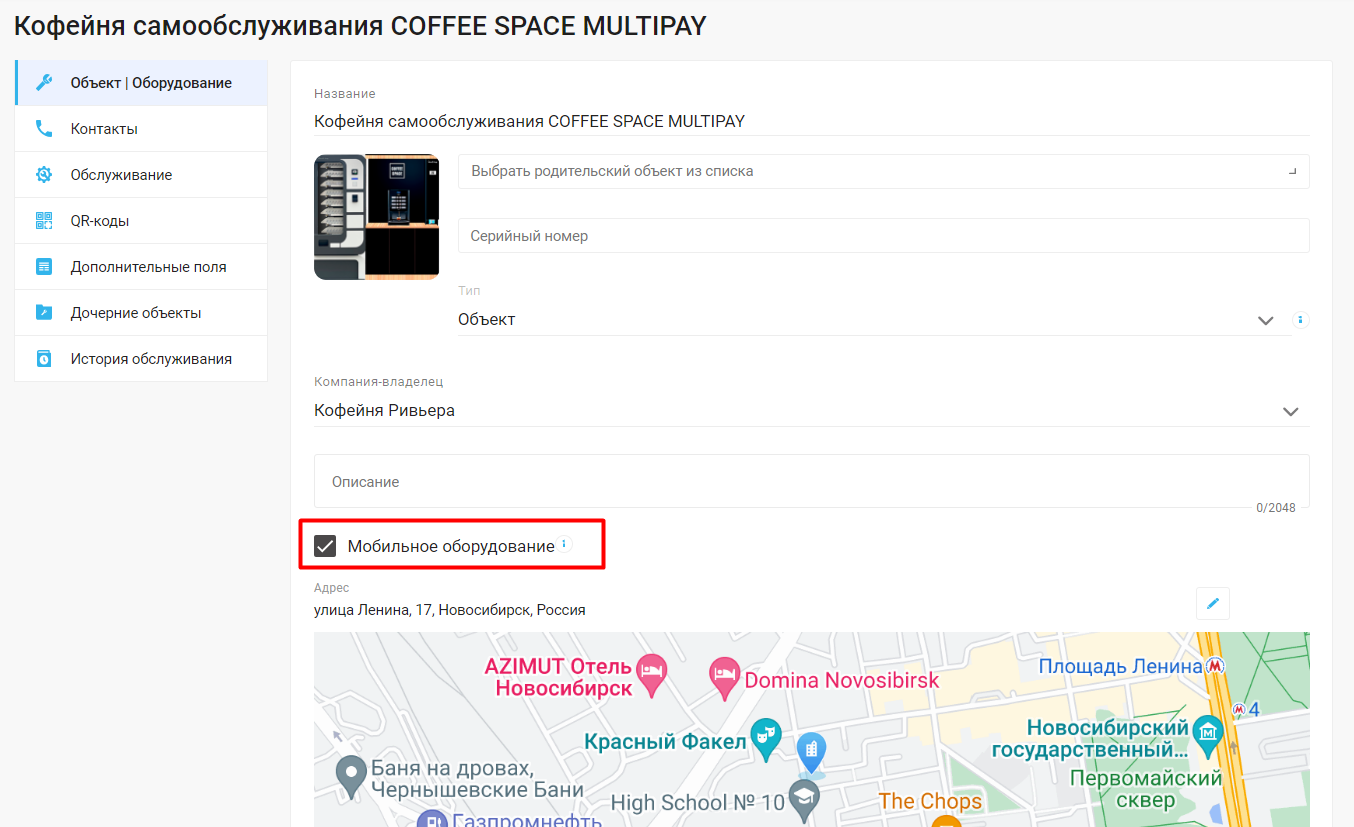 Кофейня самообслуживания COFFEE SPACE MULTIPAY
Объект | Оборудование
Контакты
Обслуживание
QR-коды
Дополнительные поля
Дочерние объекты
История обслуживания
Название
Кофейня самообслуживания COFFEE SPACE MULTIPAY
COFFEE
SPACE
Выбрать родительский объект из списка
Серийный номер
Тип
Объект
Компания-владелец
Кофейня Ривьера
Описание
0/2048
Мобильное оборудование
Адрес
улица Ленина, 17, Новосибирск, Россия
AZIMUT Отель
Новосибирск
Domina Novosibirsk
Площадь Ленина
М
М 4
Красный Факел
Новосибирский
государственный...
Баня на дровах,
Чернышевские Бани
Первомайский
сквер
High School № 10
The Chops
Газпромнефть